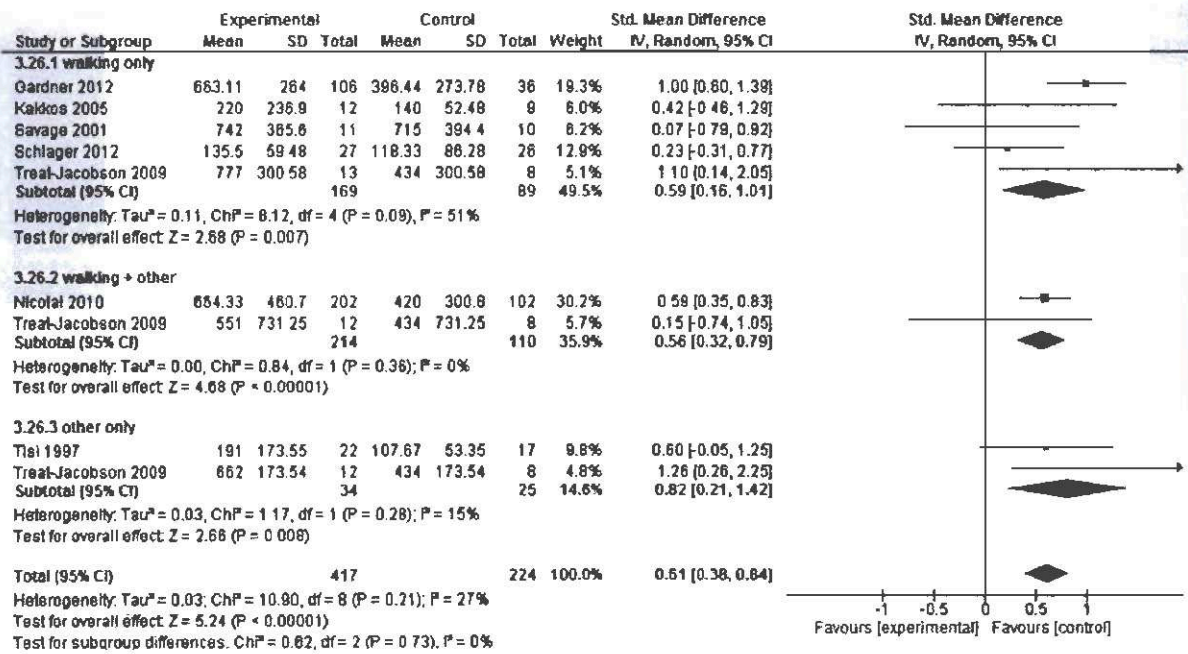 Experimental Control Std. Mean Difference Std. Mean Difference
Study or Subgroup Mean SD Total Mean SD Total Weight IV, Random, 95% CI IV, Random, 95% CI
3.26.1 walking only
Gardner 2012 663.11 264 106 396.44 273.78 36 19.3% 1.00 [0.60, 1.39]
Kakkos 2005 220 236.9 12 140 52.48 9 6.0% 0.42 [-0.46, 1.29]
Savage 2001 742 365.6 11 715 394.4 10 6.2% 0.07 [-0.79, 0.92]
Schlager 2012 135.5 59.48 27 118.33 86.28 26 12.9% 0.23 [-0.31, 0.77]
Treat-Jacobson 2009 777 300.58 13 434 300.58 8 5.1% 1.10 [0.14, 2.05]
Subtotal (95% CI) 169 89 49.5% 0.59 [0.16, 1.01]
Heterogeneity: Tau² = 0.11, Chi² = 8.12, df = 4 (P = 0.09), I² = 51%
Test for overall effect: Z = 2.68 (P = 0.007)
3.26.2 walking + other
Nicolai 2010 654.33 460.7 202 420 300.8 102 30.2% 0.59 [0.35, 0.83]
Treat-Jacobson 2009 551 731.25 12 434 731.25 8 5.7% 0.15 [-0.74, 1.05]
Subtotal (95% CI) 214 110 35.9% 0.56 [0.32, 0.79]
Heterogeneity: Tau² = 0.00, Chi² = 0.84, df = 1 (P = 0.36); I² = 0%
Test for overall effect: Z = 4.68 (P < 0.00001)
3.26.3 other only
Tisi 1997 191 173.55 22 107.67 53.35 17 9.8% 0.60 [-0.05, 1.25]
Treat-Jacobson 2009 662 173.54 12 434 173.54 8 4.8% 1.26 [0.26, 2.25]
Subtotal (95% CI) 34 25 14.6% 0.82 [0.21, 1.42]
Heterogeneity: Tau² = 0.03, Chi² = 1.17, df = 1 (P = 0.28); I² = 15%
Test for overall effect: Z = 2.66 (P = 0.008)
Total (95% CI) 417 224 100.0% 0.61 [0.38, 0.84]
Heterogeneity: Tau² = 0.03; Chi² = 10.90, df = 8 (P = 0.21); I² = 27%
Test for overall effect: Z = 5.24 (P < 0.00001)
Test for subgroup differences: Chi² = 0.62, df = 2 (P = 0.73), I² = 0%
-1 -0.5 0 0.5 1
Favours [experimental] Favours [control]